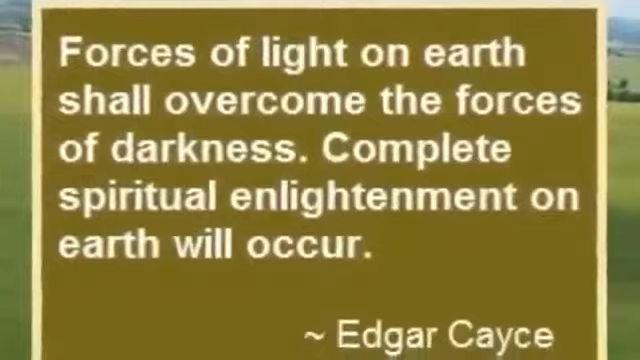 Forces of light on earth
shall overcome the forces
of darkness. Complete
spiritual enlightenment on
earth will occur.
~ Edgar Cayce